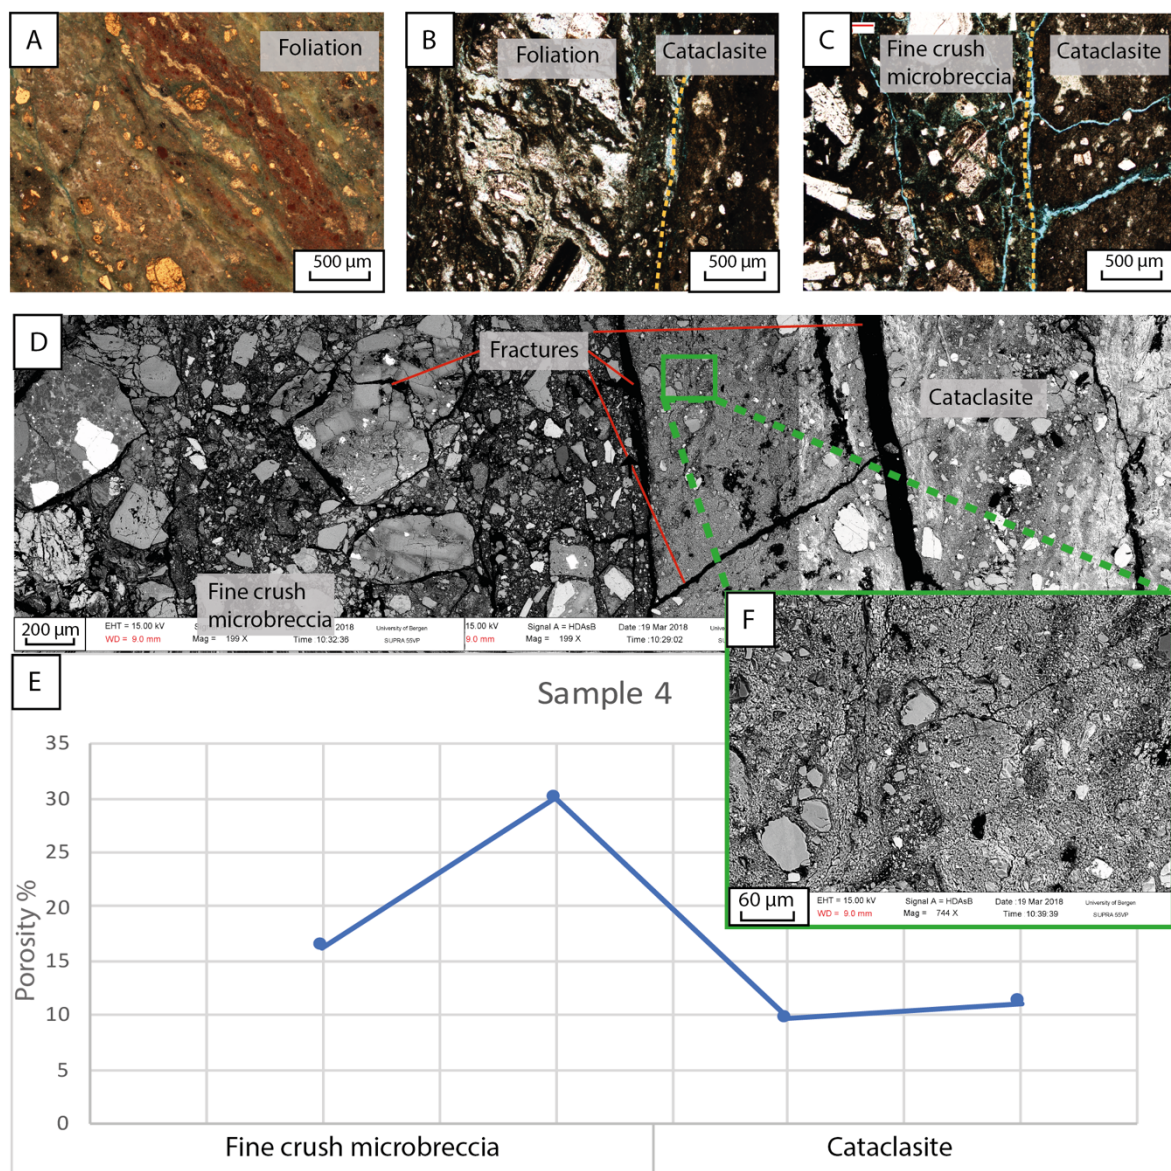 A
Foliation
500 μm
B
Foliation
Cataclasite
500 μm
C
Fine crush
microbreccia
Cataclasite
500 μm
D
Fractures
Cataclasite
Fine crush
microbreccia
200 μm
EHT = 15.00 kV
WD = 9.0 mm
Mag = 199 X
2018
Time :10:32:36
University of Bergen
SUPRA 55VP
15.00 kV
9.0 mm
Signal A = HDAsB
Mag = 199 X
Date :19 Mar 2018
Time :10:29:02
F
60 μm
EHT = 15.00 kV
WD = 9.0 mm
Signal A = HDAsB
Mag = 744 X
Date :19 Mar 2018
Time :10:39:39
University of Bergen
SUPRA 55VP
E
Sample 4
Porosity %
35
30
25
20
15
10
5
0
Fine crush microbreccia
Cataclasite